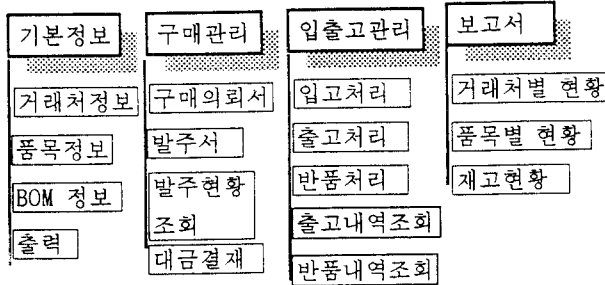 기본정보
거래처정보
품목정보
BOM 정보
출력
구매관리
구매의뢰서
발주서
발주현황
조회
대금결재
입출고관리
입고처리
출고처리
반품처리
출고내역조회
반품내역조회
보고서
거래처별 현황
품목별 현황
재고현황